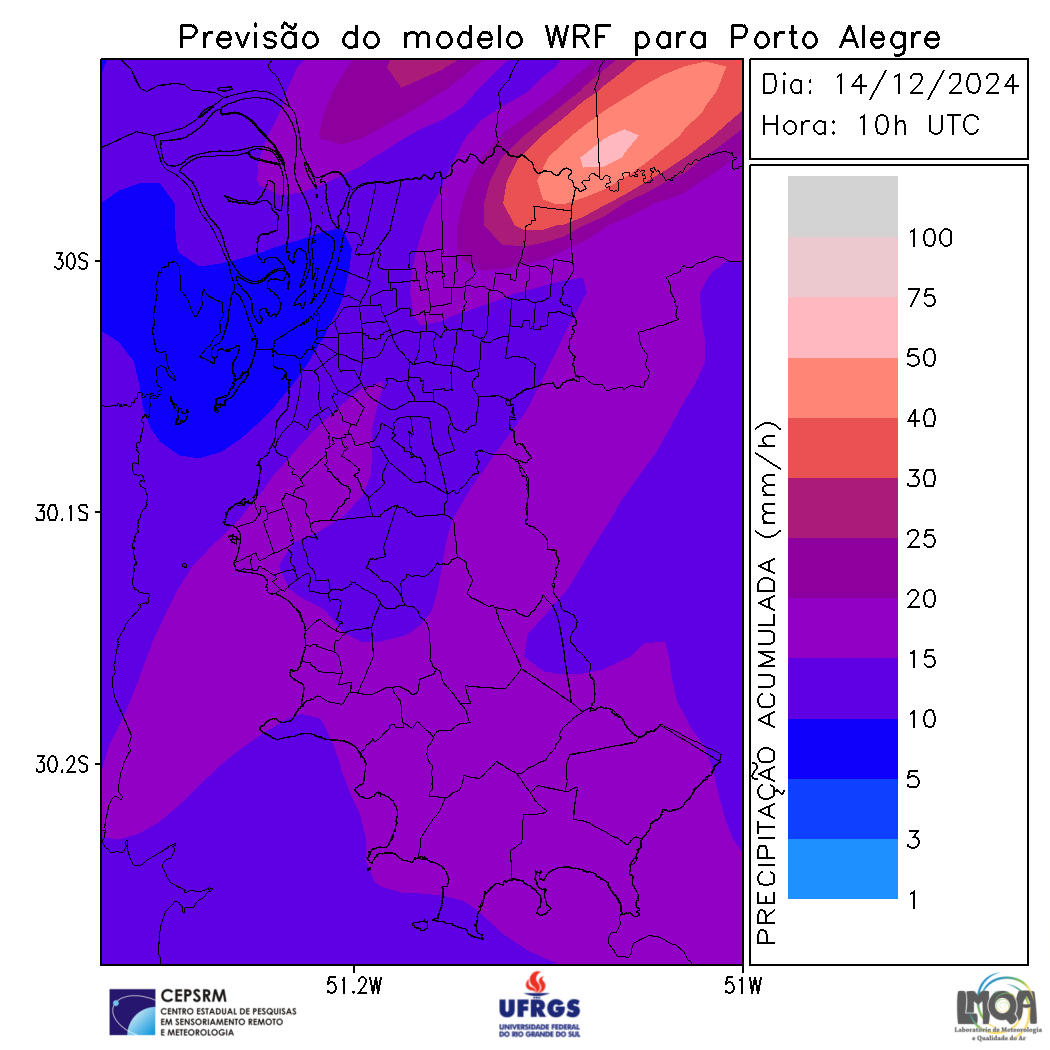 Previsão do modelo WRF para Porto Alegre
Dia: 14/12/2024
Hora: 10h UTC
30S
30.1S
30.2S
51.2W
51W
PRECIPITAÇÃO ACUMULADA (mm/h)
100
75
50
40
30
25
20
15
10
5
3
1
CEPSRM
CENTRO ESTADUAL DE PESQUISAS
EM SENSORIAMENTO REMOTO
E METEOROLOGIA
UFRGS
UNIVERSIDADE FEDERAL
DO RIO GRANDE DO SUL
LMQA
Laboratório de Meteorologia
e Qualidade do Ar